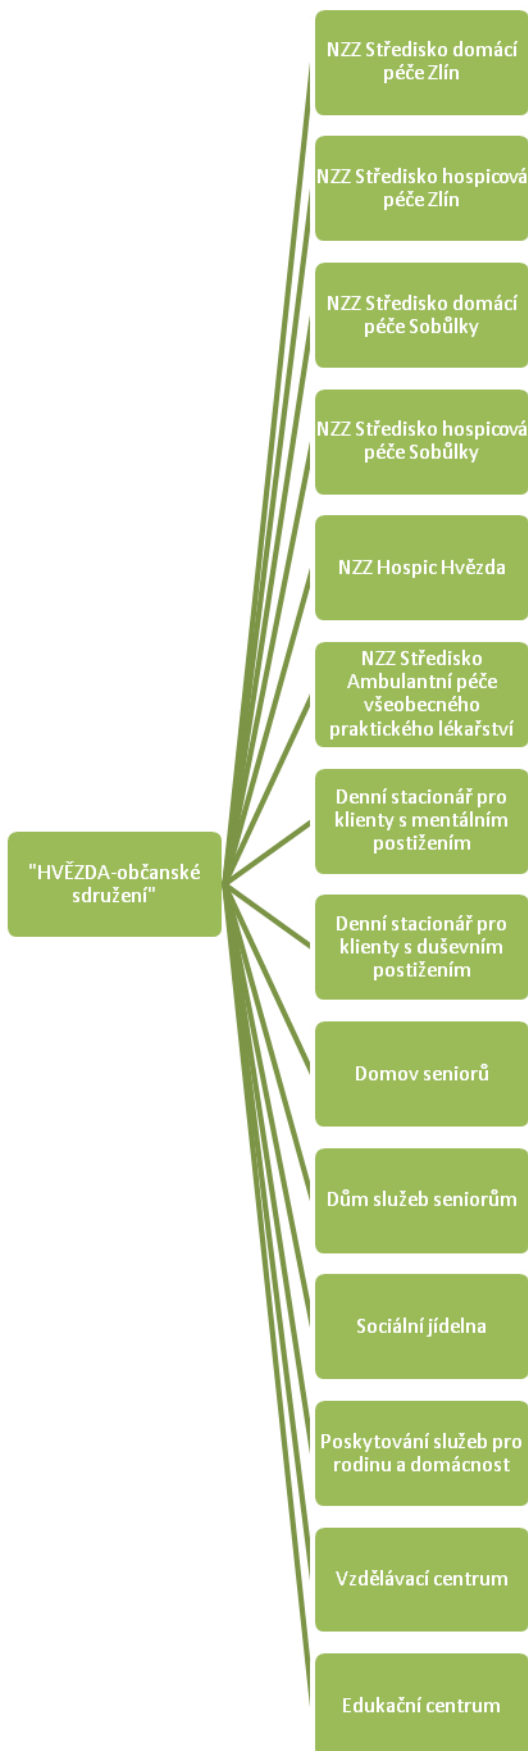 NZZ Středisko domácí
péče Zlín
NZZ Středisko hospicová
péče Zlín
NZZ Středisko domácí
péče Sobůlky
NZZ Středisko hospicová
péče Sobůlky
NZZ Hospic Hvězda
NZZ Středisko
Ambulantní péče
všeobecného
praktického lékařství
Denní stacionář pro
klienty s mentálním
postižením
"HVĚZDA-občanské
sdružení"
Denní stacionář pro
klienty s duševním
postižením
Domov seniorů
Dům služeb seniorům
Sociální jídelna
Poskytování služeb pro
rodinu a domácnost
Vzdělávací centrum
Edukační centrum